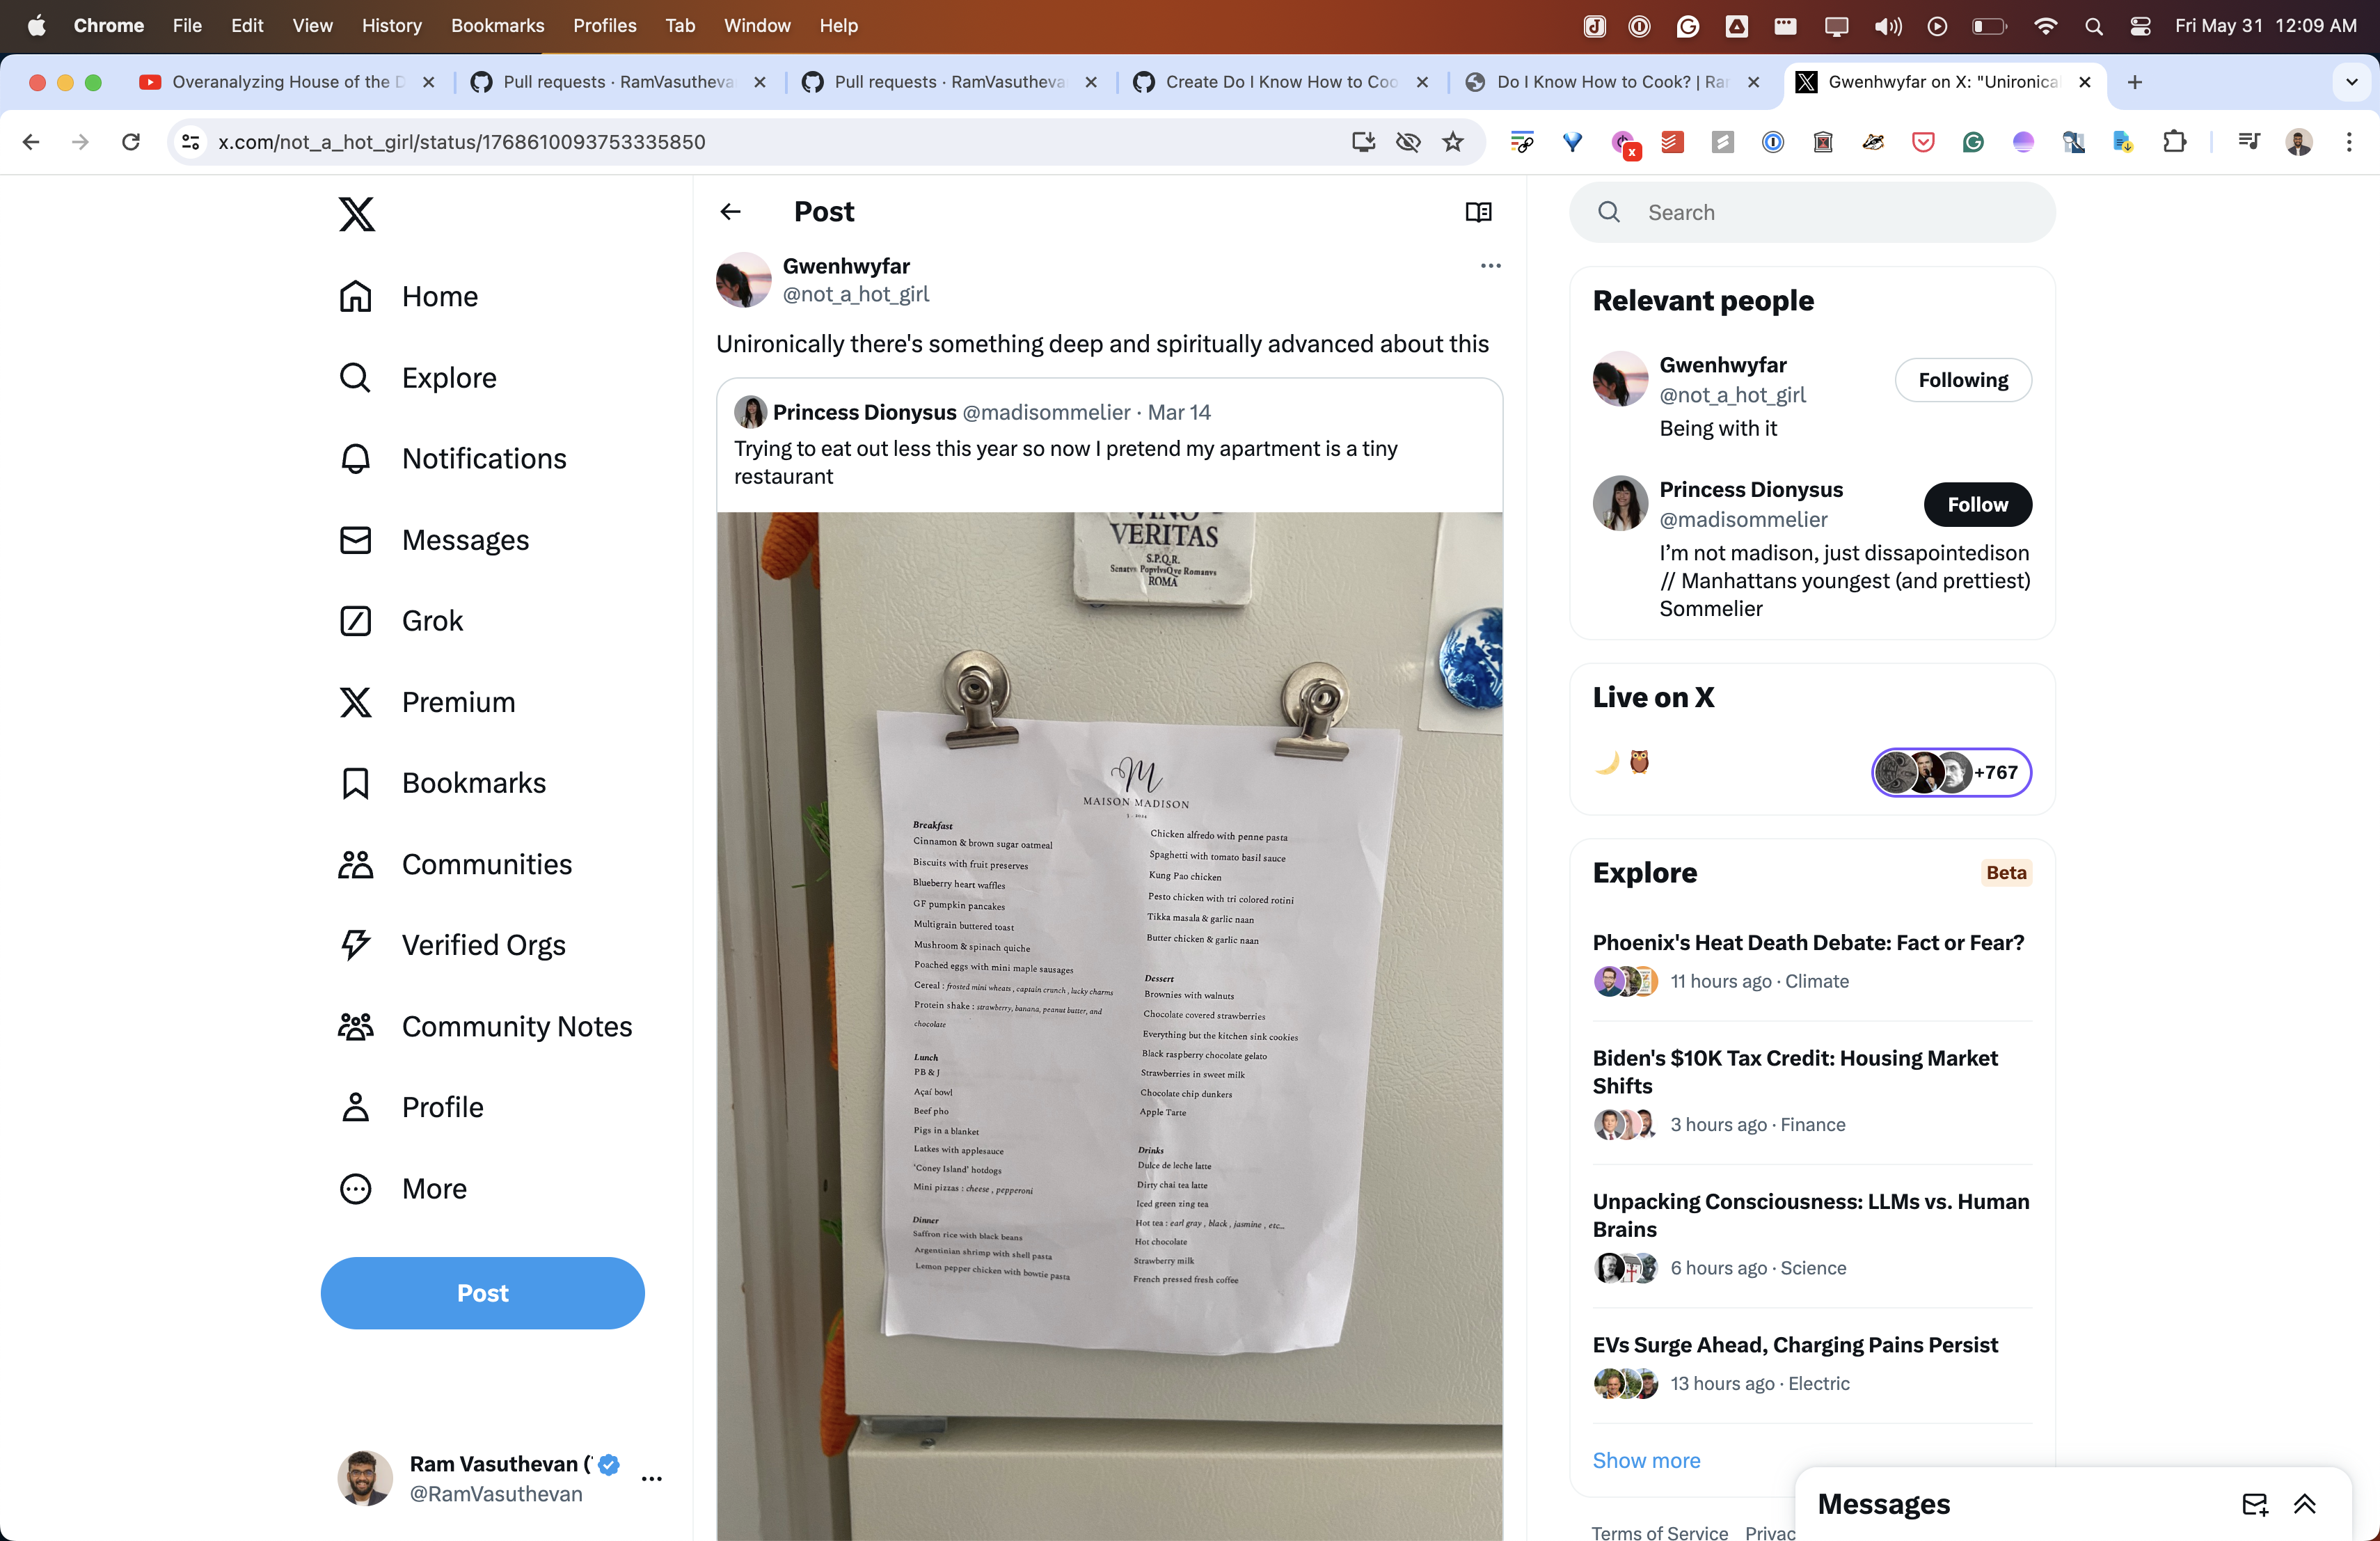 Chrome File Edit View History Bookmarks Profiles Tab Window Help Fri May 31 12:09 AM
Overanalyzing House of the D
Pull requests · RamVasutheva
Pull requests · RamVasutheva
Create Do I Know How to Coo
Do I Know How to Cook? | Ra
Gwenhwyfar on X: "Unironica
x.com/not_a_hot_girl/status/1768610093753335850
Home
Explore
Notifications
Messages
Grok
Premium
Bookmarks
Communities
Verified Orgs
Community Notes
Profile
More
Post
Ram Vasuthevan (
@RamVasuthevan
Post
Gwenhwyfar
@not_a_hot_girl
Unironically there's something deep and spiritually advanced about this
Princess Dionysus @madisommelier · Mar 14
Trying to eat out less this year so now I pretend my apartment is a tiny
restaurant
VINO
VERITAS
S.P.Q.R.
Senatvs PopvlvsQve Romanvs
ROMA
M
MAISON MADISON
Breakfast
Cinnamon & brown sugar oatmeal
Biscuits with fruit preserves
Blueberry heart waffles
GF pumpkin pancakes
Multigrain buttered toast
Mushroom & spinach quiche
Poached eggs with mini maple sausages
Cereal : frosted mini wheats , captain crunch , lucky charms
Protein shake : strawberry, banana, peanut butter, and
chocolate
Lunch
PB & J
Açaí bowl
Beef pho
Pigs in a blanket
Latkes with applesauce
'Coney Island' hotdogs
Mini pizzas : cheese , pepperoni
Dinner
Saffron rice with black beans
Argentinian shrimp with shell pasta
Lemon pepper chicken with bowtie pasta
Chicken alfredo with penne pasta
Spaghetti with tomato basil sauce
Kung Pao chicken
Pesto chicken with tri colored rotini
Tikka masala & garlic naan
Butter chicken & garlic naan
Dessert
Brownies with walnuts
Chocolate covered strawberries
Everything but the kitchen sink cookies
Black raspberry chocolate gelato
Strawberries in sweet milk
Chocolate chip dunkers
Apple Tarte
Drinks
Dulce de leche latte
Dirty chai tea latte
Iced green zing tea
Hot tea : earl gray , black , jasmine , etc...
Hot chocolate
Strawberry milk
French pressed fresh coffee
Search
Relevant people
Gwenhwyfar
@not_a_hot_girl
Following
Being with it
Princess Dionysus
@madisommelier
Follow
I'm not madison, just dissapointedison
// Manhattans youngest (and prettiest)
Sommelier
Live on X
+767
Explore
Beta
Phoenix's Heat Death Debate: Fact or Fear?
11 hours ago · Climate
Biden's $10K Tax Credit: Housing Market
Shifts
3 hours ago · Finance
Unpacking Consciousness: LLMs vs. Human
Brains
6 hours ago · Science
EVs Surge Ahead, Charging Pains Persist
13 hours ago · Electric
Show more
Terms of Service Privac
Messages